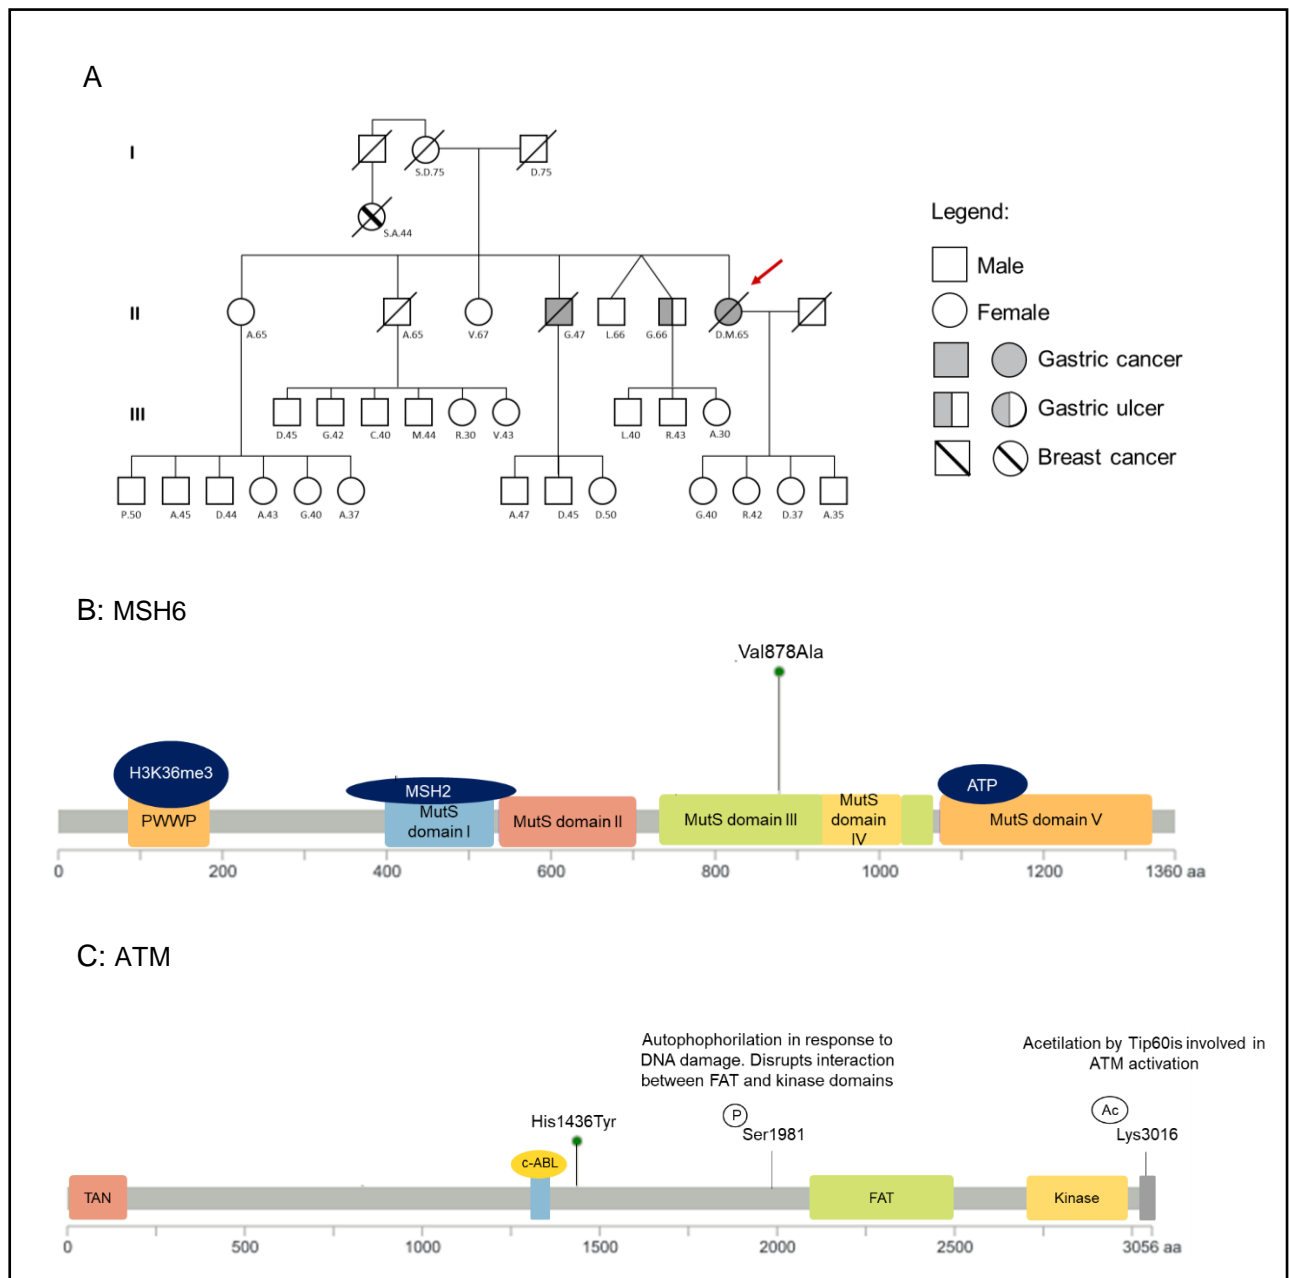 A
I
S.D.75
D.75
S.A.44
II
A.65
A.65
V.67
G.47
L.66
G.66
D.M.65
III
D.45
G.42
C.40
M.44
R.30
V.43
L.40
R.43
A.30
P.50
A.45
D.44
A.43
G.40
A.37
A.47
D.45
D.50
G.40
R.42
D.37
A.35
Legend:
Male
Female
Gastric cancer
Gastric ulcer
Breast cancer
B: MSH6
Val878Ala
H3K36me3
MSH2
ATP
PWWP
MutS
domain I
MutS domain II
MutS domain III
MutS
domain
IV
MutS domain V
0
200
400
600
800
1000
1200
1360 aa
C: ATM
Autophophorilation in response to
DNA damage. Disrupts interaction
between FAT and kinase domains
Acetilation by Tip60is involved in
ATM activation
P
Ac
His1436Tyr
Ser1981
Lys3016
c-ABL
TAN
FAT
Kinase
0
500
1000
1500
2000
2500
3056 aa